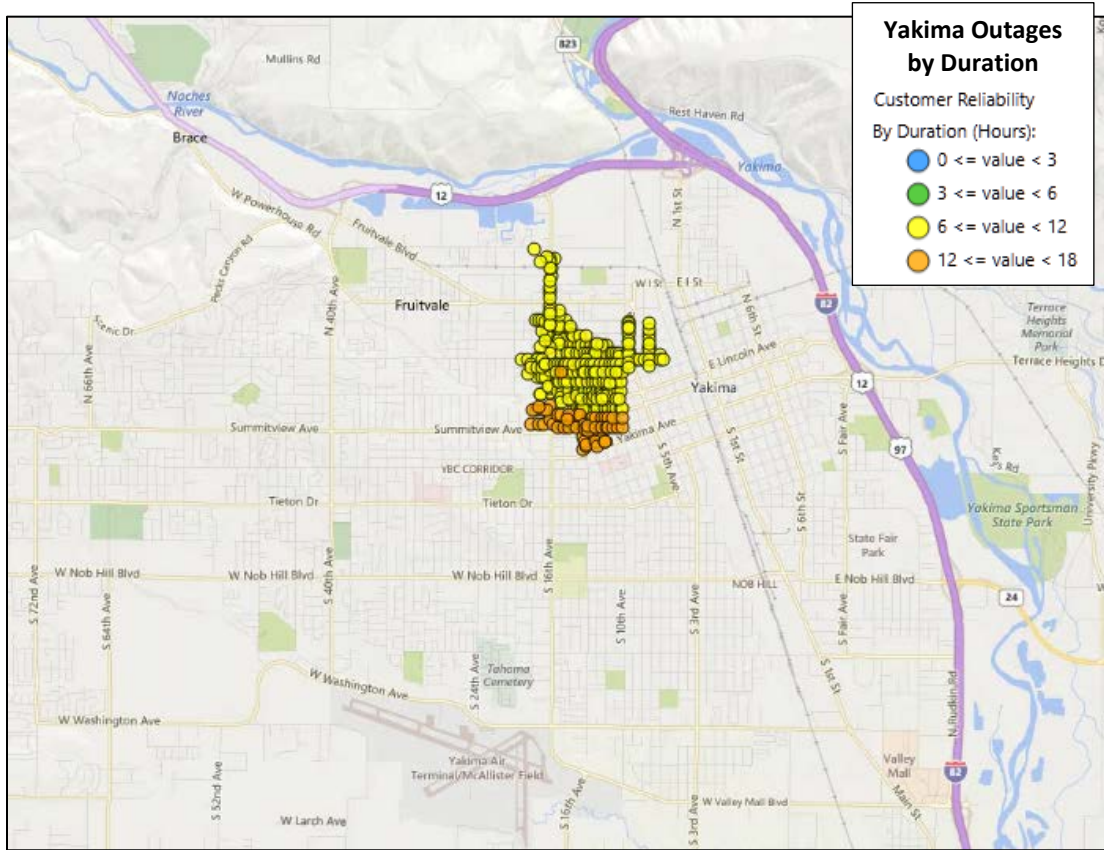 Yakima Outages
by Duration
Customer Reliability
By Duration (Hours):
0 <= value < 3
3 <= value < 6
6 <= value < 12
12 <= value < 18
823
Mullins Rd
Naches
River
Brace
Rest Haven Rd
Yakima
12
N 1st St
W Powerhouse Rd
Fruitvale Blvd
Pecks Canyon Rd
N 40th Ave
Fruitvale
W I St
E I St
N 6th St
82
Scenic Dr
N 66th Ave
E Lincoln Ave
Terrace
Heights
Memorial
Park
Terrace Heights D
12
Yakima
Summitview Ave
Summitview Ave
Yakima Ave
S 5th Ave
S 1st St
S Fair Ave
97
Keys Rd
University Pkwy
YBC CORRIDOR
Tieton Dr
Tieton Dr
S 6th St
Yakima Sportsman
State Park
State Fair
Park
W Nob Hill Blvd
W Nob Hill Blvd
NOB HILL
E Nob Hill Blvd
24
S 72nd Ave
S 64th Ave
S 40th Ave
S 16th Ave
S 10th Ave
S 3rd Ave
S Fair Ave
S 24th Ave
Tahoma
Cemetery
W Washington Ave
S 1st St
N Rudkin Rd
W Washington Ave
Yakima Air
Terminal/McAllister Field
Valley
Mall
82
S 52nd Ave
W Larch Ave
S 16th Ave
S 3rd Ave
W Valley Mall Blvd
Main St